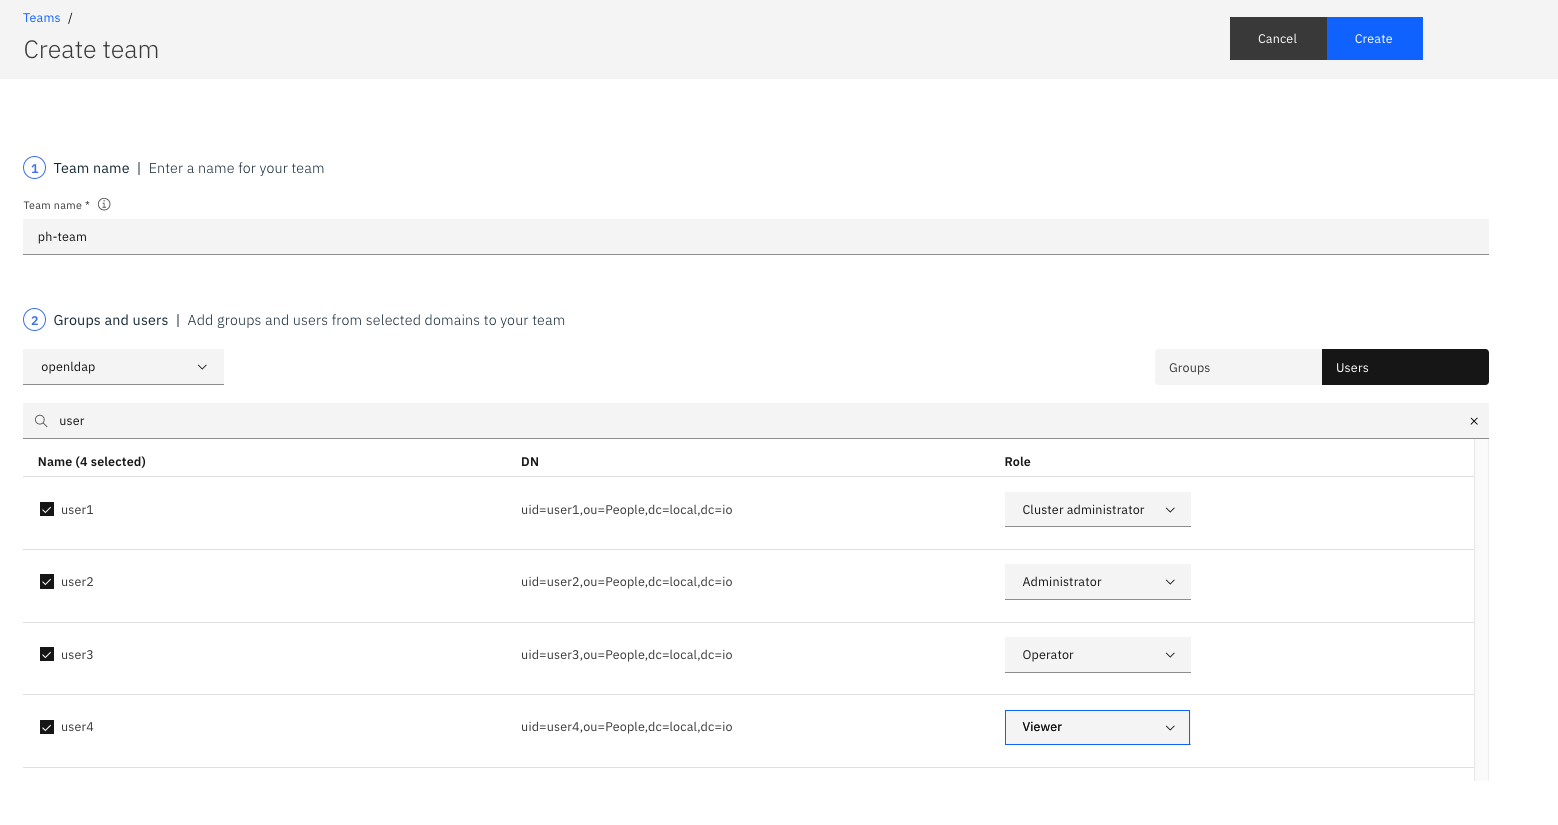 Teams /
Create team
Cancel
Create
1 Team name | Enter a name for your team
Team name *
ph-team
2 Groups and users | Add groups and users from selected domains to your team
openldap
Groups
Users
user
Name (4 selected) DN Role
user1 uid=user1,ou=People,dc=local,dc=io Cluster administrator
user2 uid=user2,ou=People,dc=local,dc=io Administrator
user3 uid=user3,ou=People,dc=local,dc=io Operator
user4 uid=user4,ou=People,dc=local,dc=io Viewer